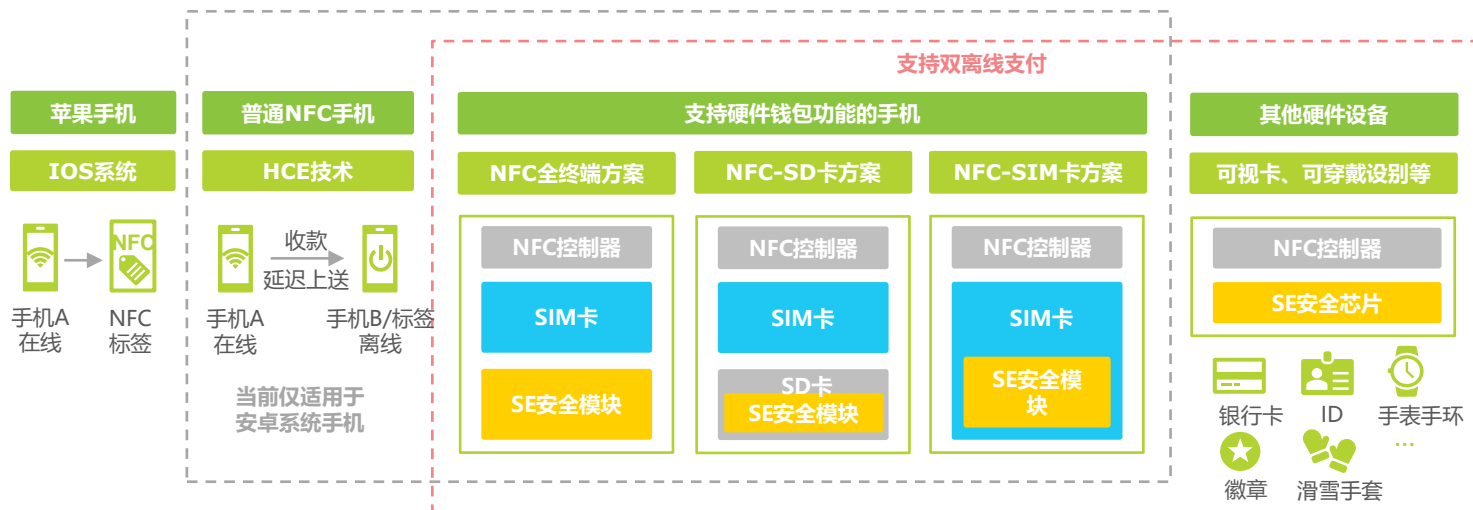 支持双离线支付
苹果手机
IOS系统
NFC
手机A
在线
NFC
标签
普通NFC手机
HCE技术
收款
延迟上送
手机A
在线
手机B/标签
离线
当前仅适用于
安卓系统手机
支持硬件钱包功能的手机
NFC全终端方案
NFC控制器
SIM卡
SE安全模块
NFC-SD卡方案
NFC控制器
SIM卡
SD卡
SE安全模块
NFC-SIM卡方案
NFC控制器
SIM卡
SE安全模
块
其他硬件设备
可视卡、可穿戴设别等
NFC控制器
SE安全芯片
银行卡
ID
手表手环
徽章
滑雪手套
...